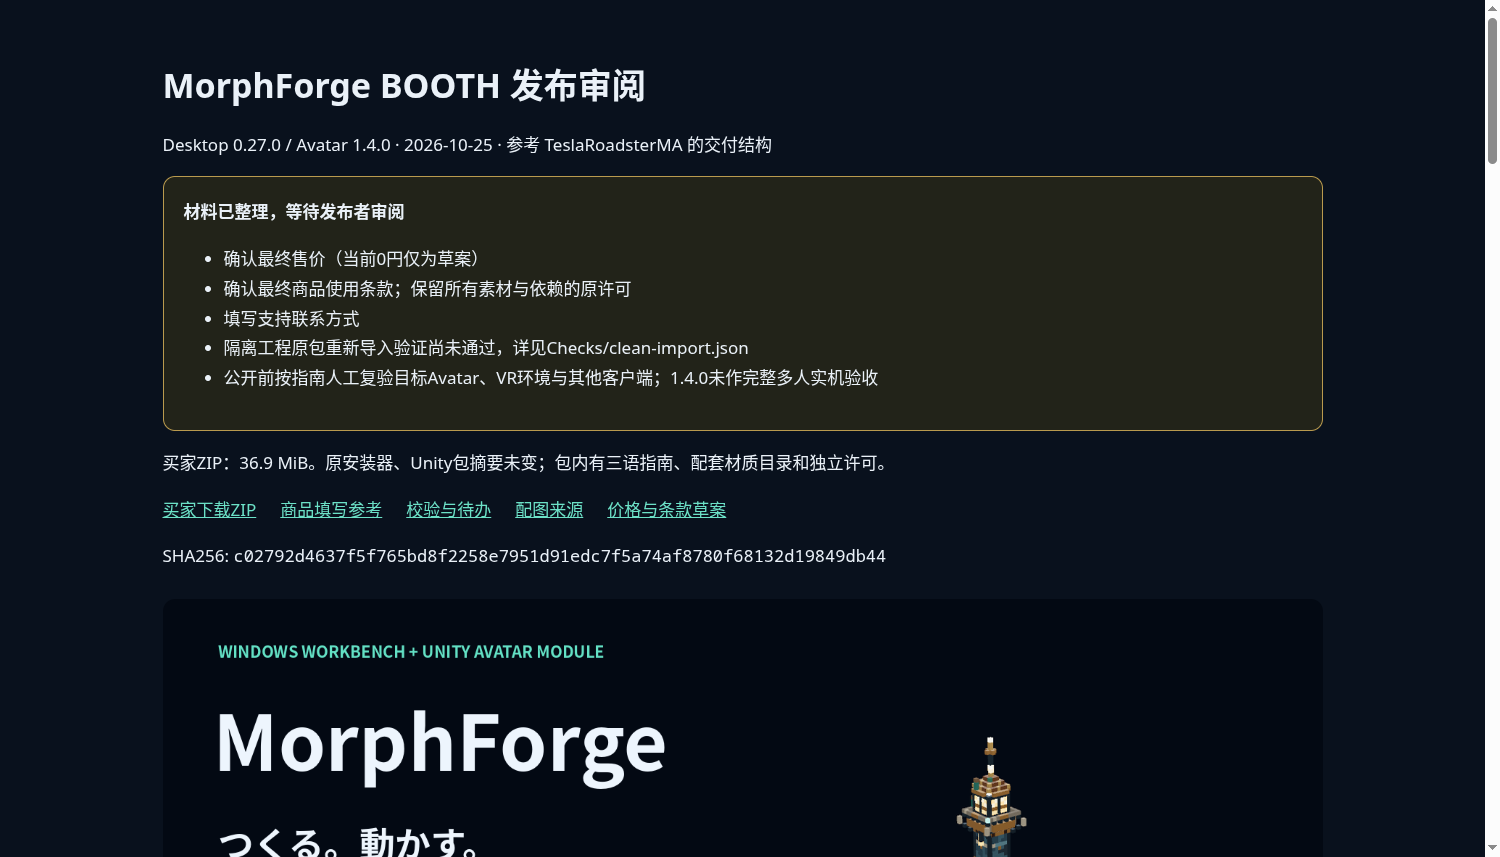 MorphForge BOOTH 发布审阅
Desktop 0.27.0 / Avatar 1.4.0 · 2026-10-25 · 参考 TeslaRoadsterMA 的交付结构
材料已整理，等待发布者审阅
• 确认最终售价（当前0円仅为草案）
• 确认最终商品使用条款；保留所有素材与依赖的原许可
• 填写支持联系方式
• 隔离工程原包重新导入验证尚未通过，详见Checks/clean-import.json
• 公开前按指南人工复验目标Avatar、VR环境与其他客户端；1.4.0未作完整多人实机验收
买家ZIP：36.9 MiB。原安装器、Unity包摘要未变；包内有三语指南、配套材质目录和独立许可。
买家下载ZIP 商品填写参考 校验与待办 配图来源 价格与条款草案
SHA256: c02792d4637f5f765bd8f2258e7951d91edc7f5a74af8780f68132d19849db44
WINDOWS WORKBENCH + UNITY AVATAR MODULE
MorphForge
つくる。動かす。